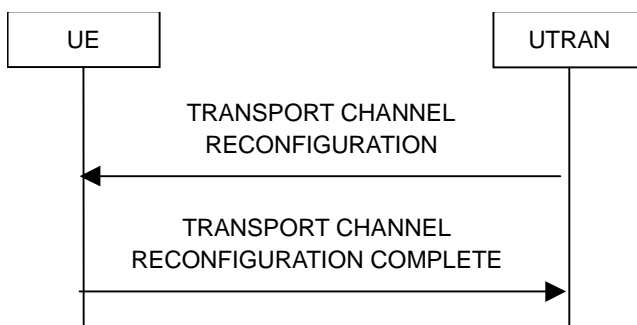 UE
UTRAN
TRANSPORT CHANNEL
RECONFIGURATION
TRANSPORT CHANNEL
RECONFIGURATION COMPLETE